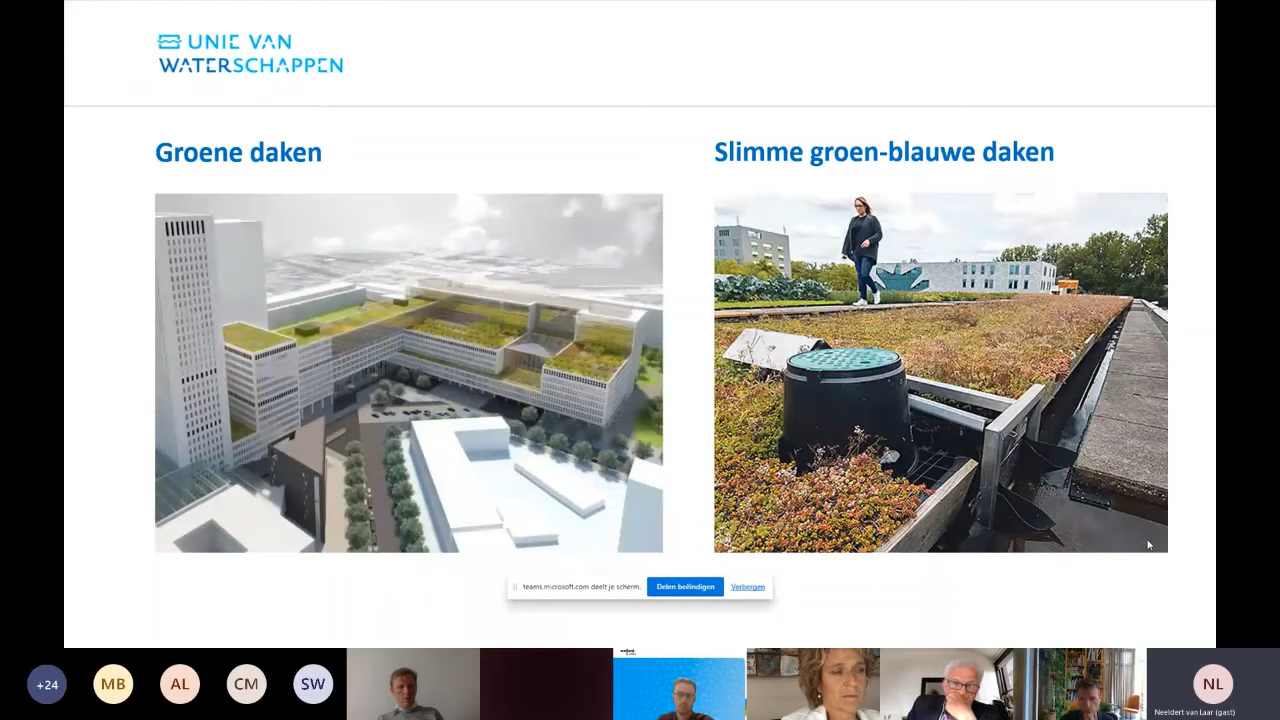 UNIE VAN
WATERSCHAPPEN
Groene daken
Slimme groen-blauwe daken
teams.microsoft.com deelt je scherm.
Delen beëindigen
Verbergen
+24
MB
AL
CM
SW
NL
Neeldert van Laar (gast)